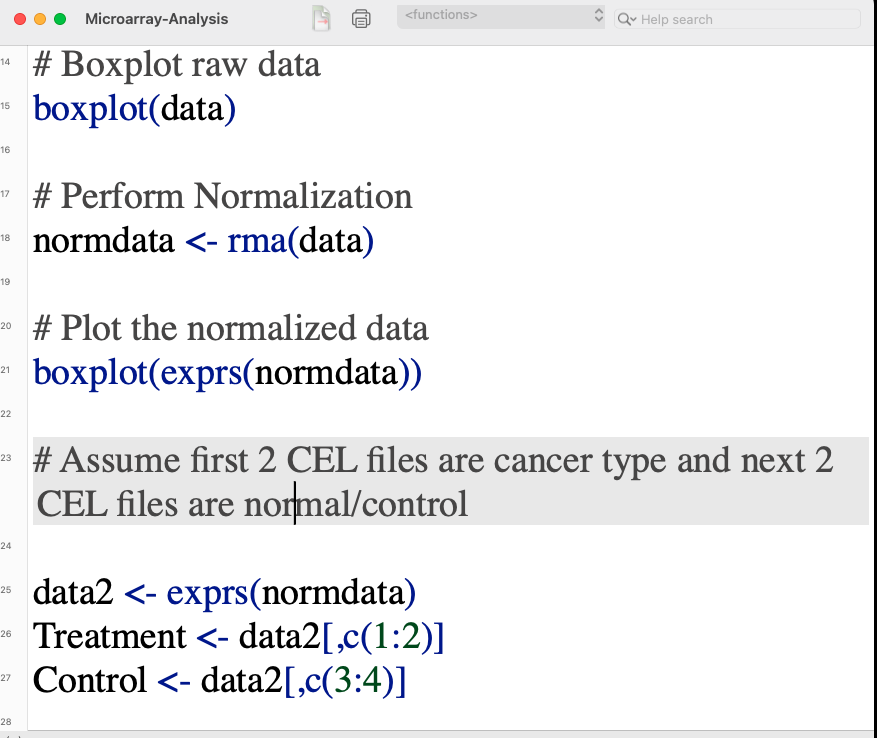 Microarray-Analysis
<functions>
Help search
14 # Boxplot raw data
15 boxplot(data)
16
17 # Perform Normalization
18 normdata <- rma(data)
19
20 # Plot the normalized data
21 boxplot(exprs(normdata))
22
23 # Assume first 2 CEL files are cancer type and next 2
CEL files are normal/control
24
25 data2 <- exprs(normdata)
26 Treatment <- data2[,c(1:2)]
27 Control <- data2[,c(3:4)]
28